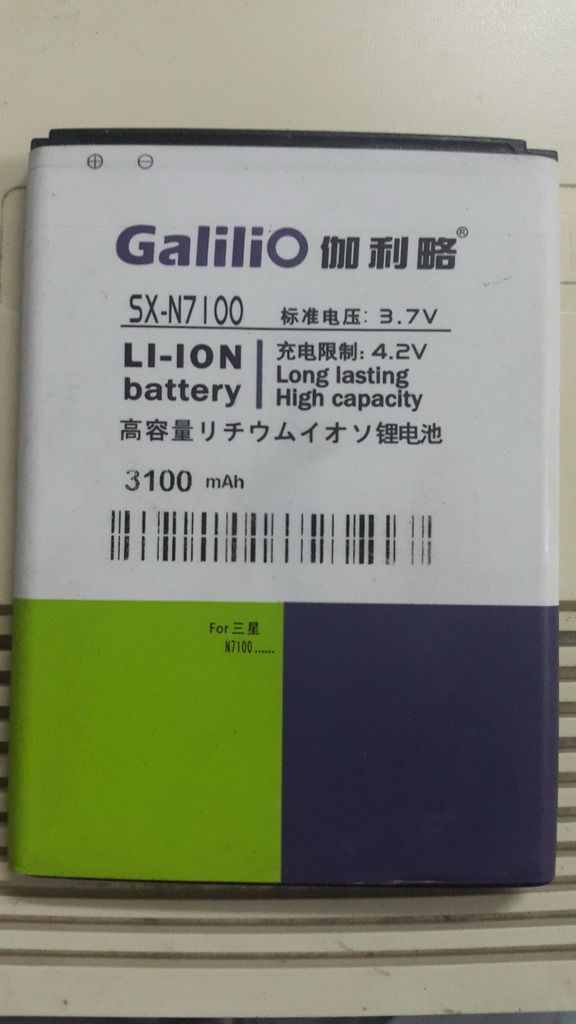 ⊕ ⊖
Galilio 伽利略®
SX-N7100 标准电压: 3.7V
LI-ION battery
充电限制: 4.2V
Long lasting
High capacity
高容量リチウムイオソ锂电池
3100 mAh
For 三星
N7100......